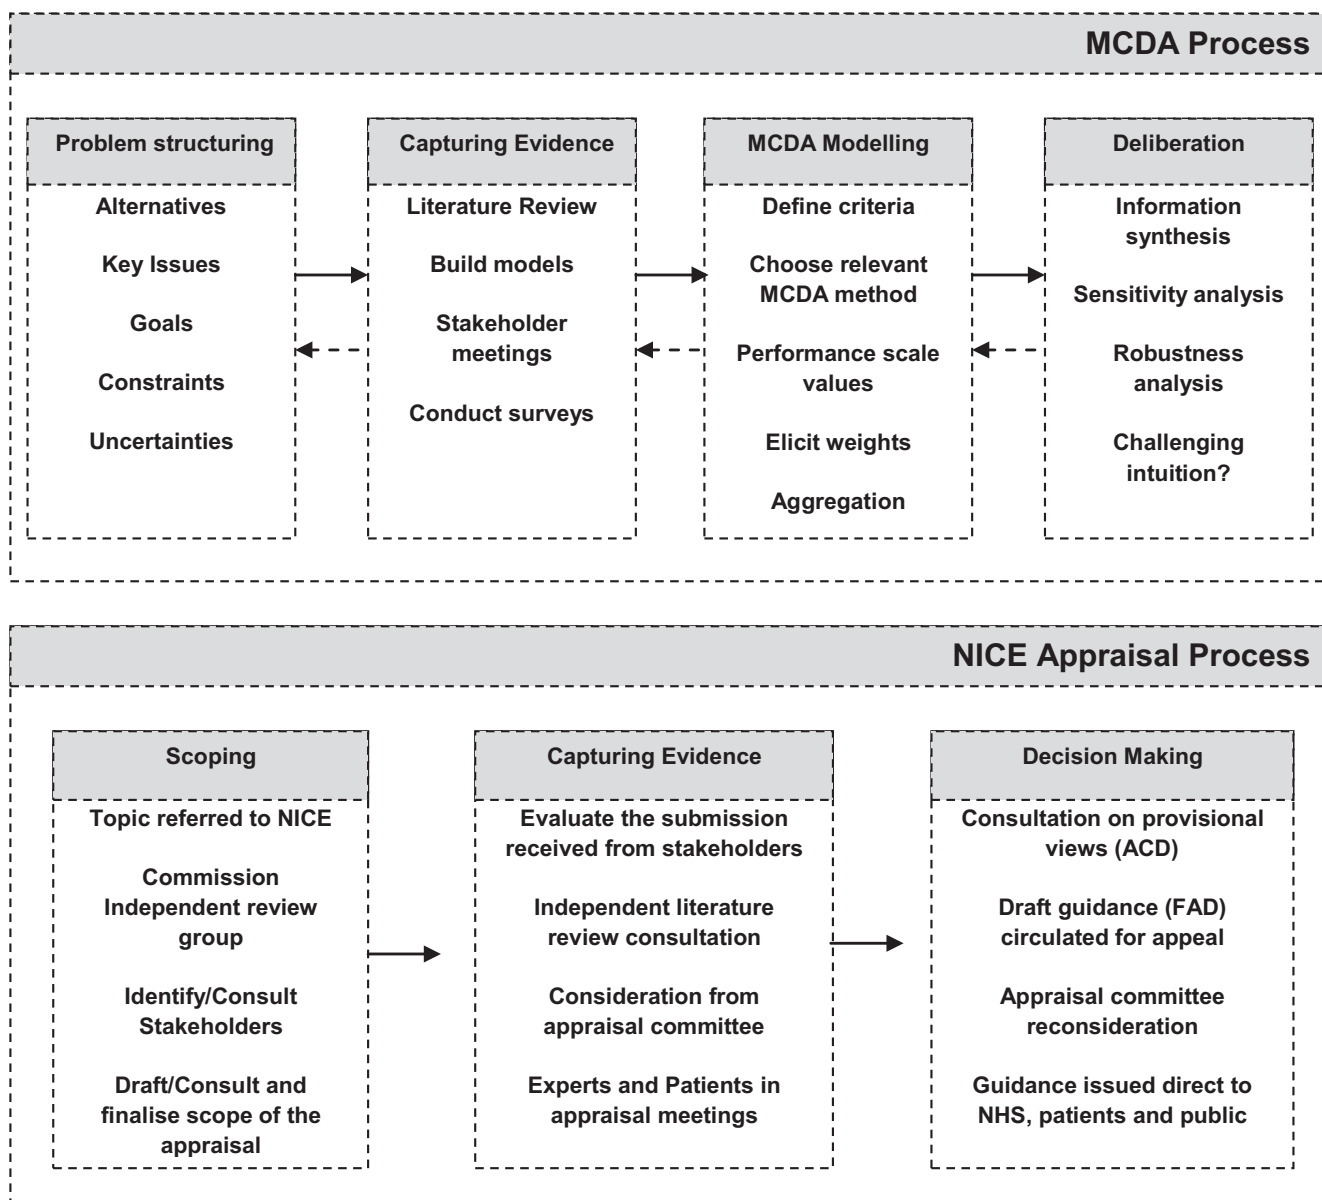 MCDA Process
Problem structuring
Alternatives
Key Issues
Goals
Constraints
Uncertainties
Capturing Evidence
Literature Review
Build models
Stakeholder
meetings
Conduct surveys
MCDA Modelling
Define criteria
Choose relevant
MCDA method
Performance scale
values
Elicit weights
Aggregation
Deliberation
Information
synthesis
Sensitivity analysis
Robustness
analysis
Challenging
intuition?
NICE Appraisal Process
Scoping
Topic referred to NICE
Commission
Independent review
group
Identify/Consult
Stakeholders
Draft/Consult and
finalise scope of the
appraisal
Capturing Evidence
Evaluate the submission
received from stakeholders
Independent literature
review consultation
Consideration from
appraisal committee
Experts and Patients in
appraisal meetings
Decision Making
Consultation on provisional
views (ACD)
Draft guidance (FAD)
circulated for appeal
Appraisal committee
reconsideration
Guidance issued direct to
NHS, patients and public